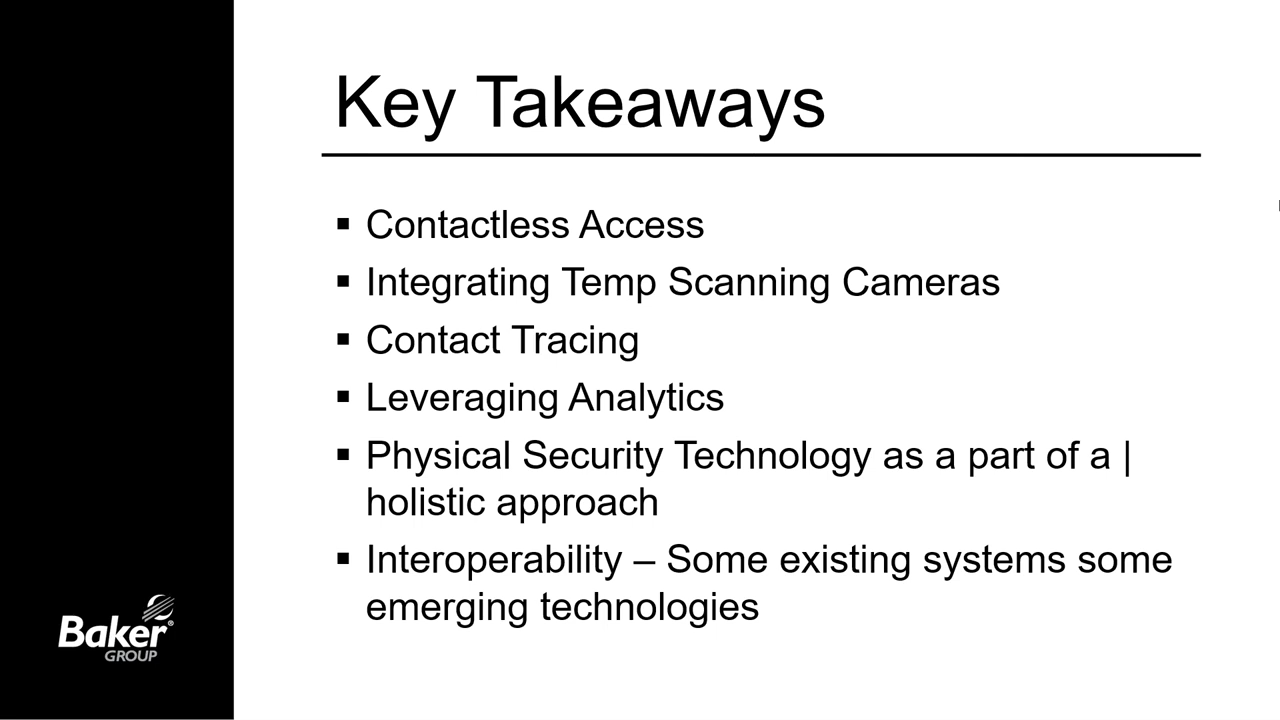 Key Takeaways
▪ Contactless Access
▪ Integrating Temp Scanning Cameras
▪ Contact Tracing
▪ Leveraging Analytics
▪ Physical Security Technology as a part of a |
holistic approach
▪ Interoperability – Some existing systems some
emerging technologies
Baker®
GROUP